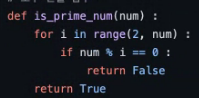 def is_prime_num(num) :
    for i in range(2, num) :
        if num % i == 0 :
            return False
    return True